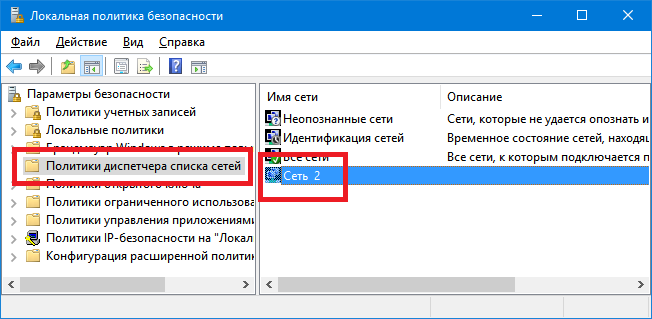 Локальная политика безопасности
Файл Действие Вид Справка
Параметры безопасности
Политики учетных записей
Локальные политики
Брандмауэр Windows в режиме повы
Политики диспетчера списка сетей
Политики открытого ключа
Политики ограниченного использова
Политики управления приложениями
Политики IP-безопасности на "Локал
Конфигурация расширенной политик
Имя сети Описание
Неопознанные сети Сети, которые не удается опознать и
Идентификация сетей Временное состояние сетей, находящ
Все сети Все сети, к которым подключается п
Сеть 2